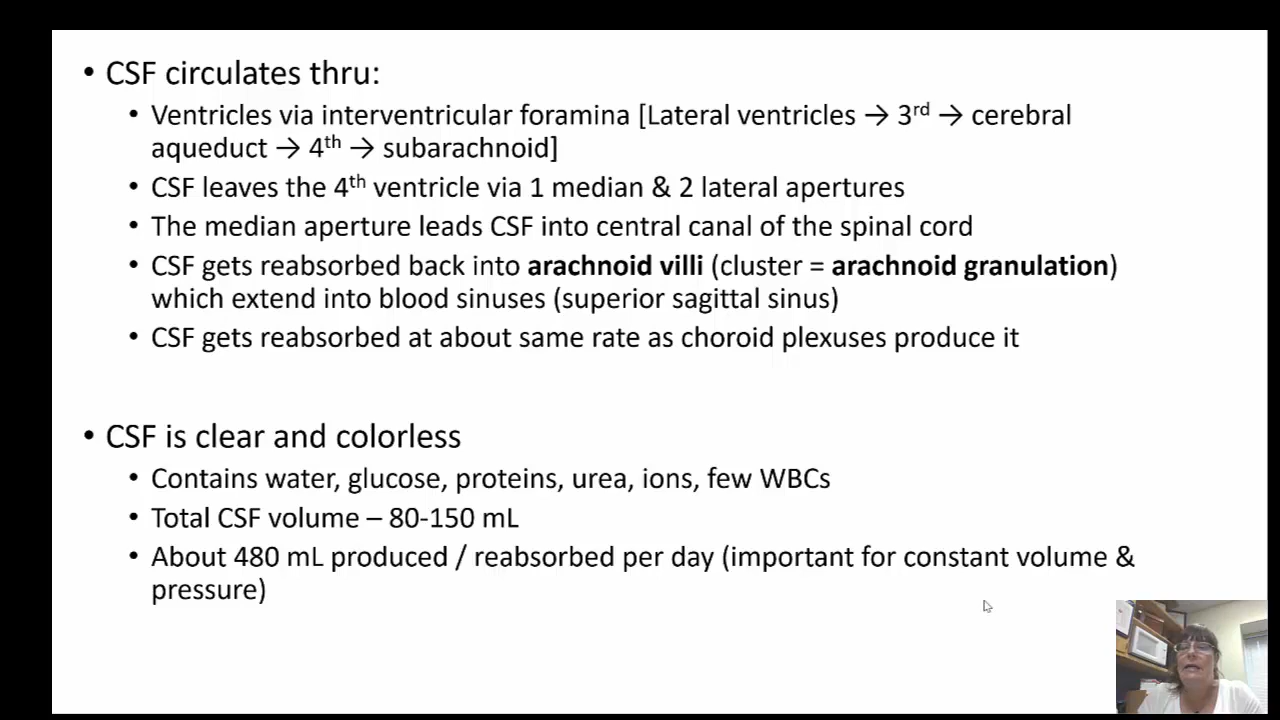 • CSF circulates thru:
• Ventricles via interventricular foramina [Lateral ventricles → 3rd → cerebral
aqueduct → 4th → subarachnoid]
• CSF leaves the 4th ventricle via 1 median & 2 lateral apertures
• The median aperture leads CSF into central canal of the spinal cord
• CSF gets reabsorbed back into arachnoid villi (cluster = arachnoid granulation)
which extend into blood sinuses (superior sagittal sinus)
• CSF gets reabsorbed at about same rate as choroid plexuses produce it
• CSF is clear and colorless
• Contains water, glucose, proteins, urea, ions, few WBCs
• Total CSF volume – 80-150 mL
• About 480 mL produced / reabsorbed per day (important for constant volume &
pressure)